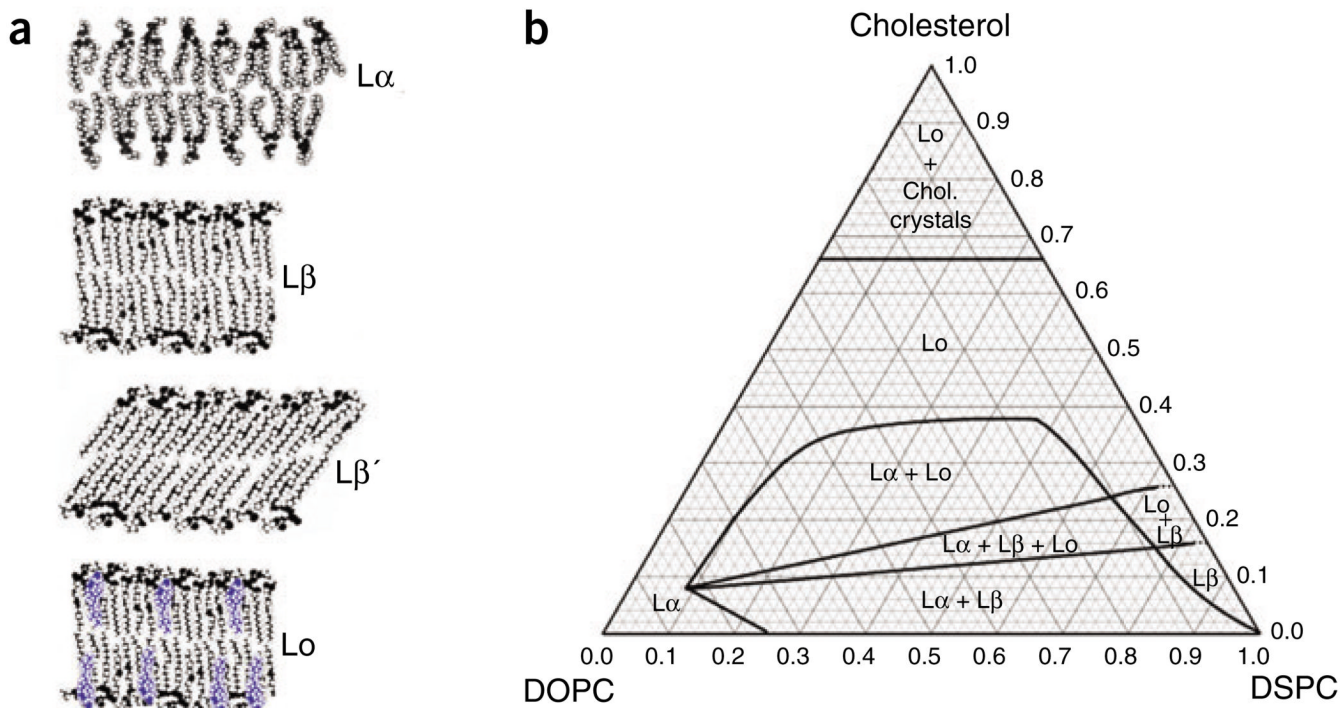 a
Lα
Lβ
Lβ´
Lo
b
Cholesterol
1.0
0.9
0.8
0.7
0.6
0.5
0.4
0.3
0.2
0.1
0.0
Lo
+
Chol.
crystals
Lo
Lα + Lo
Lo
+
Lβ
Lα + Lβ + Lo
Lβ
Lα
Lα + Lβ
0.0 0.1 0.2 0.3 0.4 0.5 0.6 0.7 0.8 0.9 1.0
DOPC DSPC